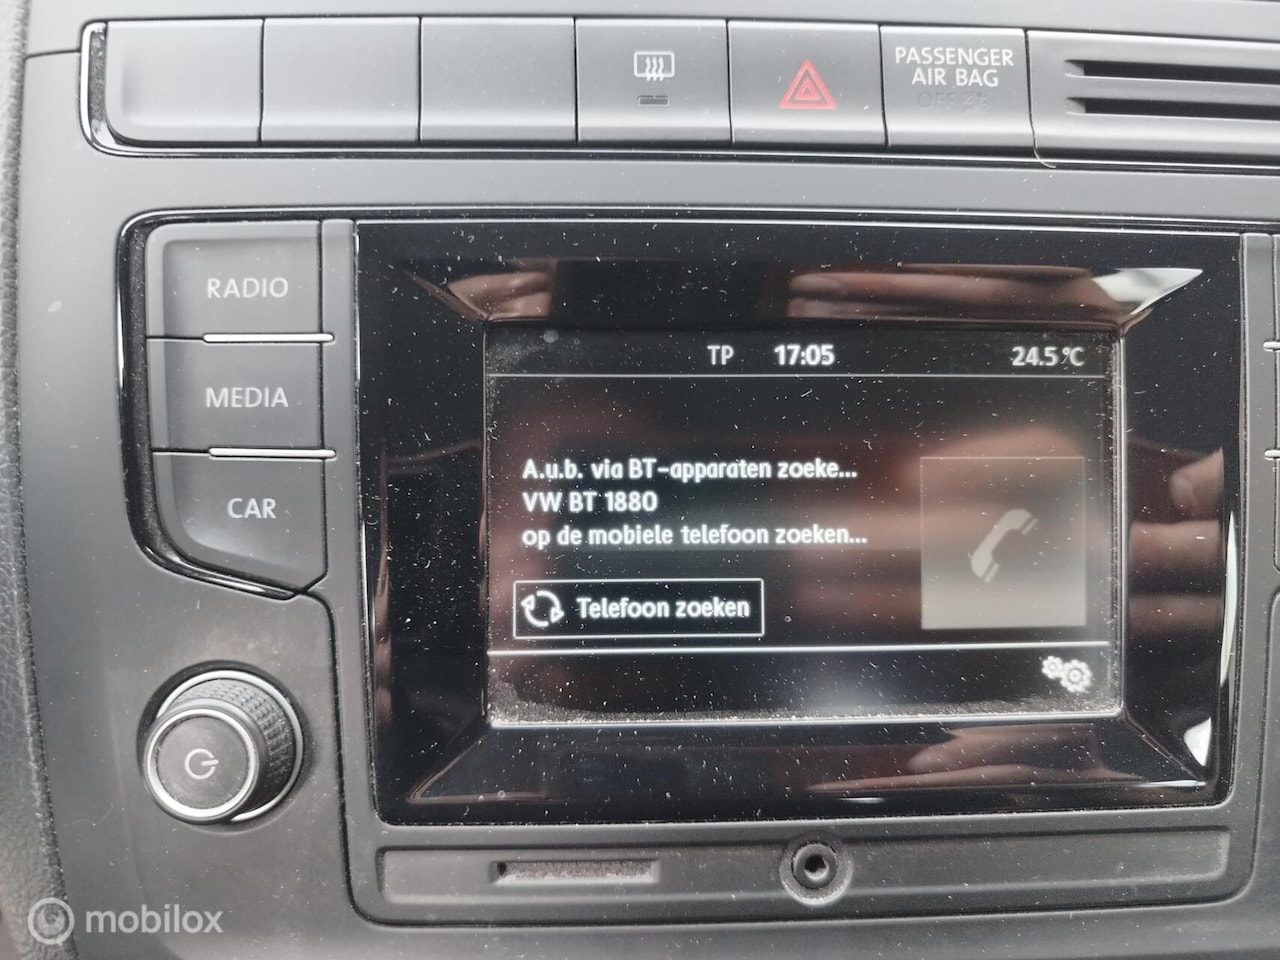 PASSENGER
AIR BAG
RADIO
MEDIA
CAR
TP 17:05 24.5 °C
A.u.b. via BT-apparaten zoeke...
VW BT 1880
op de mobiele telefoon zoeken...
Telefoon zoeken
mobilox